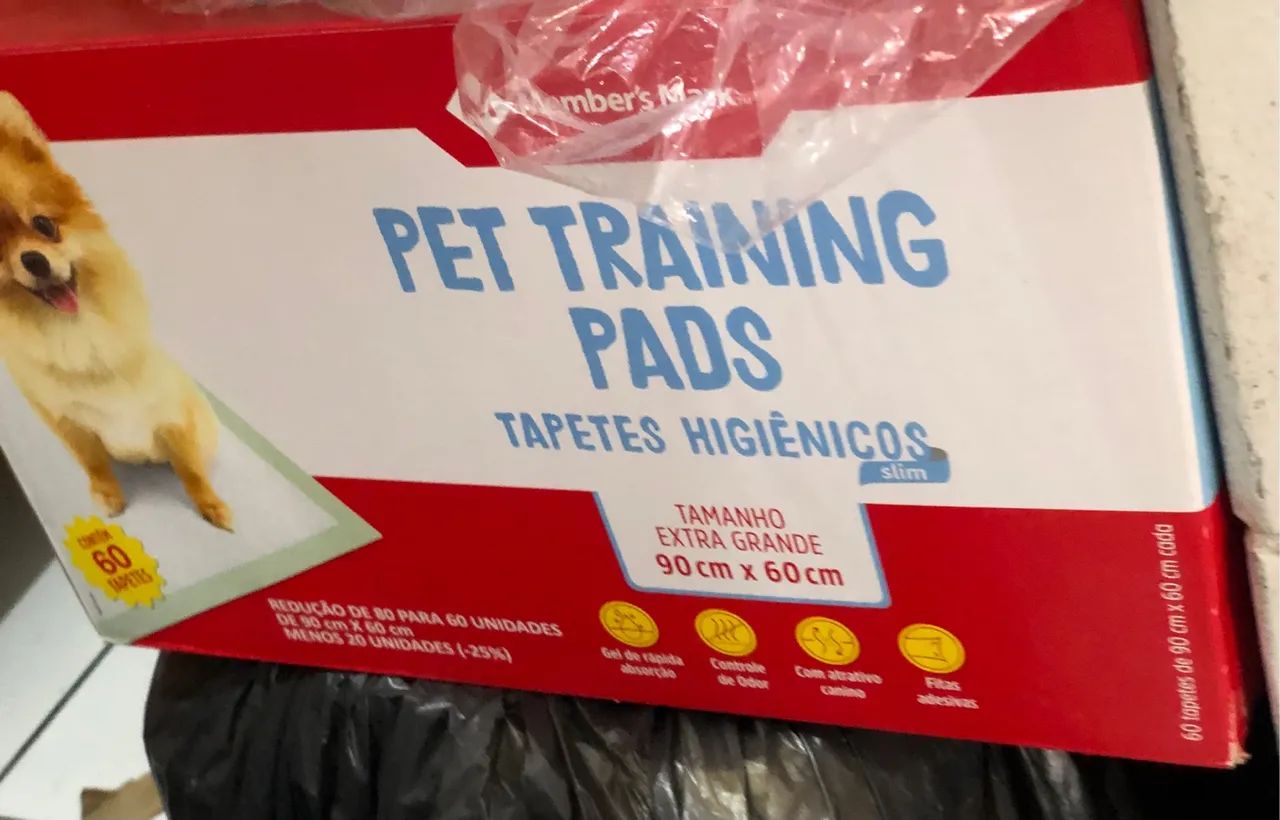 Member's Mark
PET TRAINING
PADS
TAPETES HIGIÊNICOS
slim
TAMANHO
EXTRA GRANDE
90 cm x 60 cm
CONTÉM
60
TAPETES
REDUÇÃO DE 80 PARA 60 UNIDADES
DE 90 cm X 60 cm
MENOS 20 UNIDADES (-25%)
Gel de rápida
absorção
Controle
de Odor
Com atrativo
canino
Fitas
adesivas
60 tapetes de 90 cm x 60 cm cada